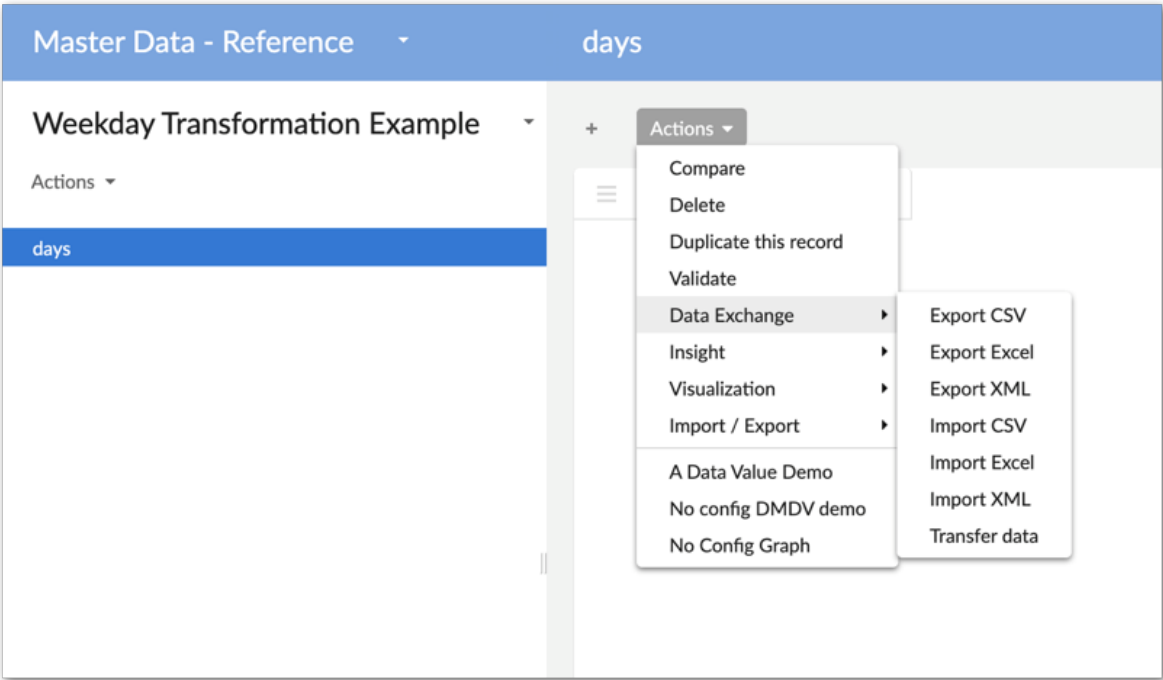 Master Data - Reference
days
Weekday Transformation Example
Actions
days
+
Actions
Compare
Delete
Duplicate this record
Validate
Data Exchange
Insight
Visualization
Import / Export
A Data Value Demo
No config DMDV demo
No Config Graph
Export CSV
Export Excel
Export XML
Import CSV
Import Excel
Import XML
Transfer data